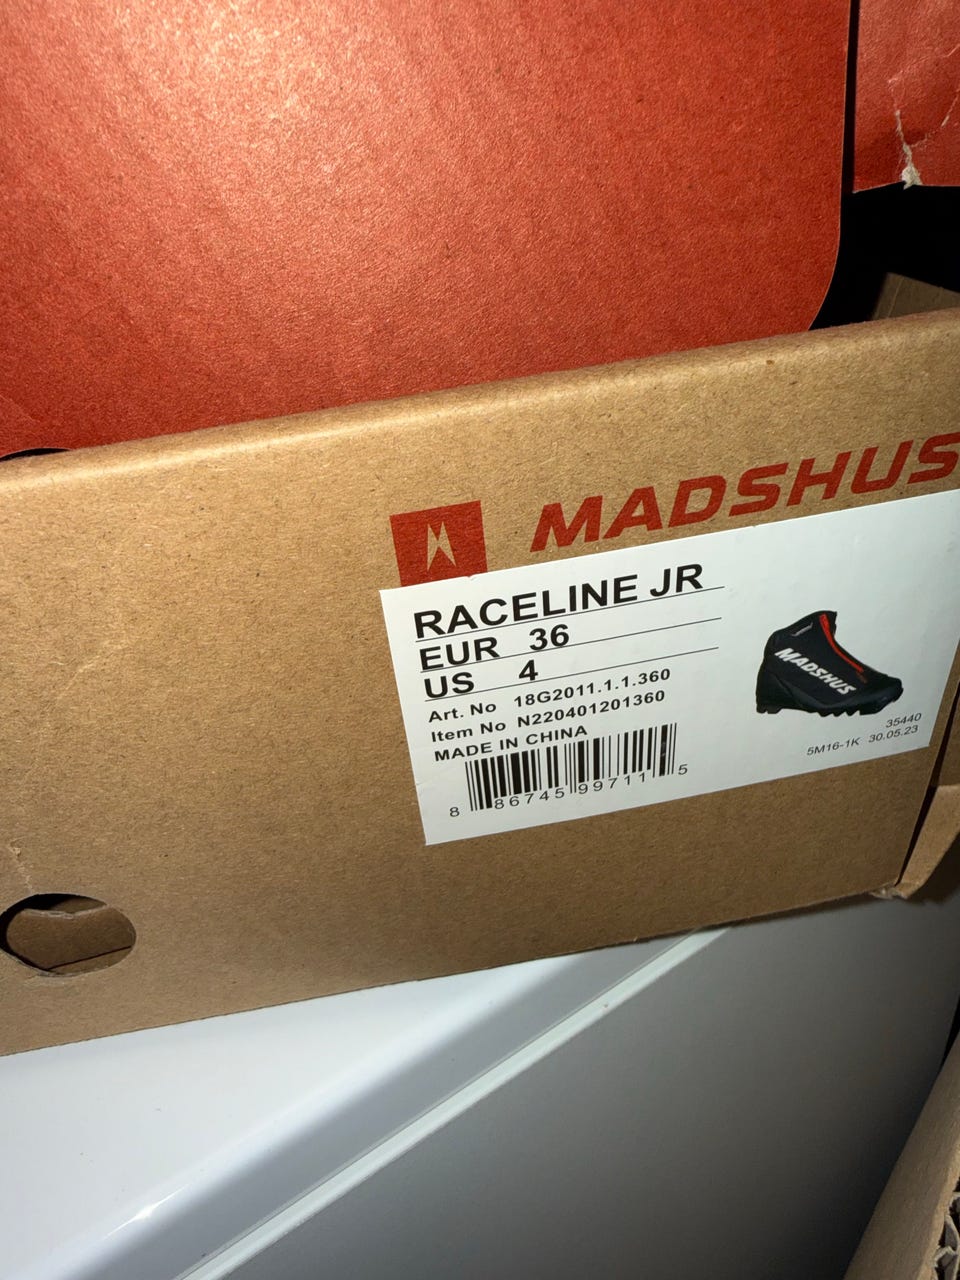 MADSHUS
RACELINE JR
EUR 36
US 4
Art. No 18G2011.1.1.360
Item No N220401201360
MADE IN CHINA
8 86745 99711 5
MADSHUS
35440
5M16-1K 30.05.23